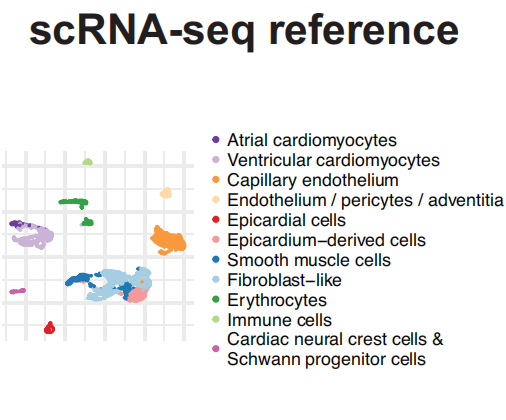 scRNA-seq reference
Atrial cardiomyocytes
Ventricular cardiomyocytes
Capillary endothelium
Endothelium / pericytes / adventitia
Epicardial cells
Epicardium–derived cells
Smooth muscle cells
Fibroblast–like
Erythrocytes
Immune cells
Cardiac neural crest cells &
Schwann progenitor cells